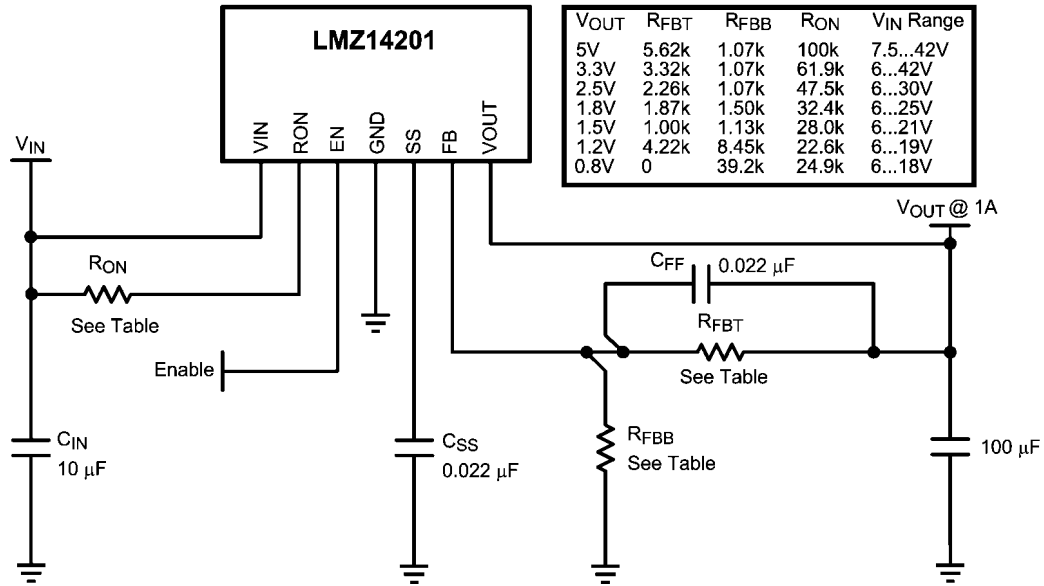 LMZ14201
VIN
RON
EN
GND
SS
FB
VOUT
VOUT RFBT RFBB RON VIN Range
5V 5.62k 1.07k 100k 7.5...42V
3.3V 3.32k 1.07k 61.9k 6...42V
2.5V 2.26k 1.07k 47.5k 6...30V
1.8V 1.87k 1.50k 32.4k 6...25V
1.5V 1.00k 1.13k 28.0k 6...21V
1.2V 4.22k 8.45k 22.6k 6...19V
0.8V 0 39.2k 24.9k 6...18V
VIN
VOUT @ 1A
RON
See Table
CFF 0.022 μF
RFBT
See Table
Enable
CIN
10 μF
CSS
0.022 μF
RFBB
See Table
100 μF